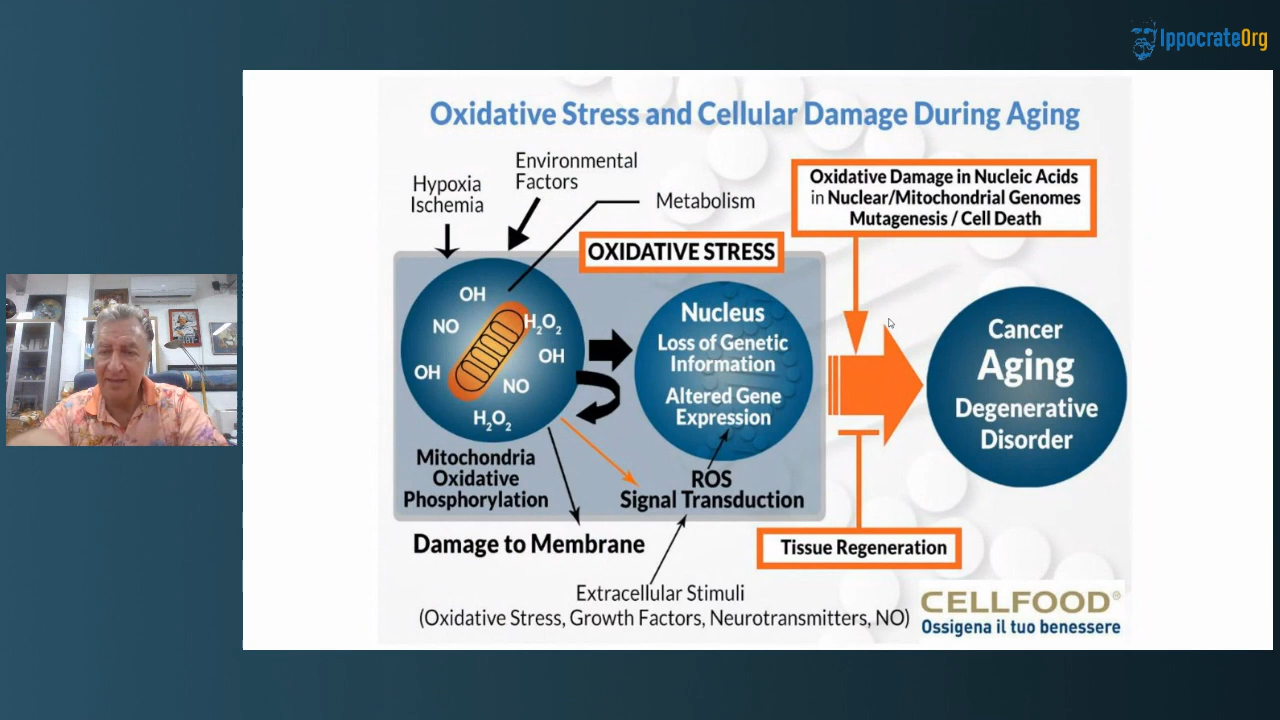 IppocrateOrg
Oxidative Stress and Cellular Damage During Aging
Environmental
Factors
Hypoxia
Ischemia
Metabolism
Oxidative Damage in Nucleic Acids
in Nuclear/Mitochondrial Genomes
Mutagenesis / Cell Death
OXIDATIVE STRESS
OH
NO
H₂O₂
OH
OH
NO
H₂O₂
Nucleus
Loss of Genetic
Information
Altered Gene
Expression
Cancer
Aging
Degenerative
Disorder
Mitochondria
Oxidative
Phosphorylation
ROS
Signal Transduction
Damage to Membrane
Tissue Regeneration
Extracellular Stimuli
(Oxidative Stress, Growth Factors, Neurotransmitters, NO)
CELLFOOD®
Ossigena il tuo benessere